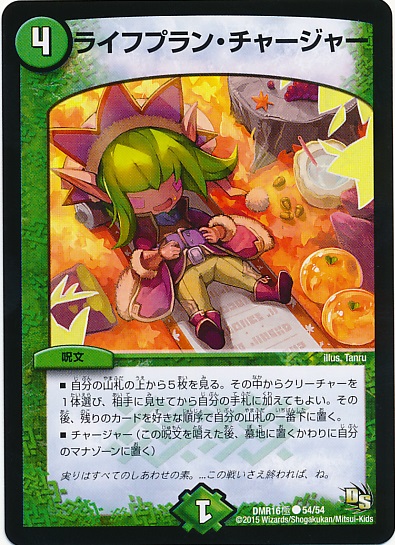 4 ライフプラン・チャージャー
illus. Tanru
呪文
■ 自分の山札の上から5枚を見る。その中からクリーチャーを
1体選び、相手に見せてから自分の手札に加えてもよい。その
後、残りのカードを好きな順序で自分の山札の一番下に置く。
■ チャージャー(この呪文を唱えた後、墓地に置くかわりに自分
のマナゾーンに置く)
実りはすべてのしあわせの素。…この戦いさえ終われば、ね。
1
DMR16極 ● 54/54
©2015 Wizards/Shogakukan/Mitsui-Kids
DS